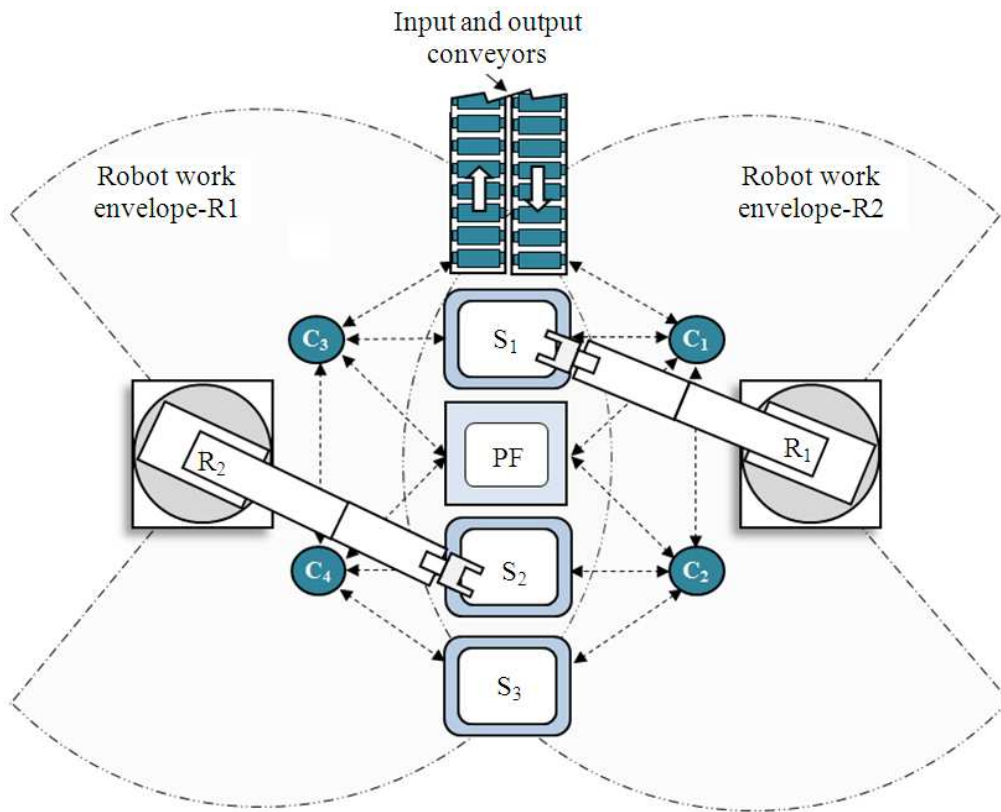 Input and output
conveyors
Robot work
envelope-R1
Robot work
envelope-R2
C3
S1
C1
R2
PF
R1
C4
S2
C2
S3